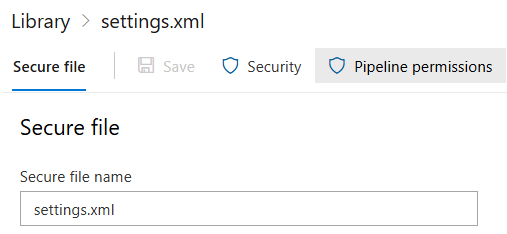 Library > settings.xml
Secure file Save Security Pipeline permissions
Secure file
Secure file name
settings.xml